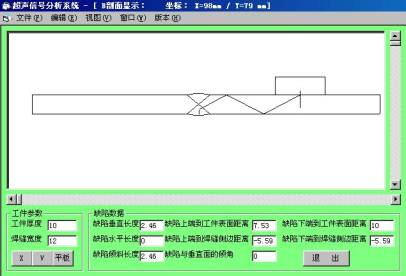 超声信号分析系统 - [ B剖面显示: 坐标: X=98mm / Y=79 mm]
文件(F) 编辑(E) 视图(V) 窗口(W) 版本(H)
工件参数
工件厚度 10
焊缝宽度 12
X Y 平板
缺陷数据
缺陷垂直长度 2.46 缺陷上端到工件表面距离 7.53 缺陷下端到工件表面距离 10
缺陷水平长度 0 缺陷上端到焊缝侧边距离 -5.59 缺陷下端到焊缝侧边距离 -5.59
缺陷倾斜长度 2.46 缺陷与垂直面的倾角 0 退 出